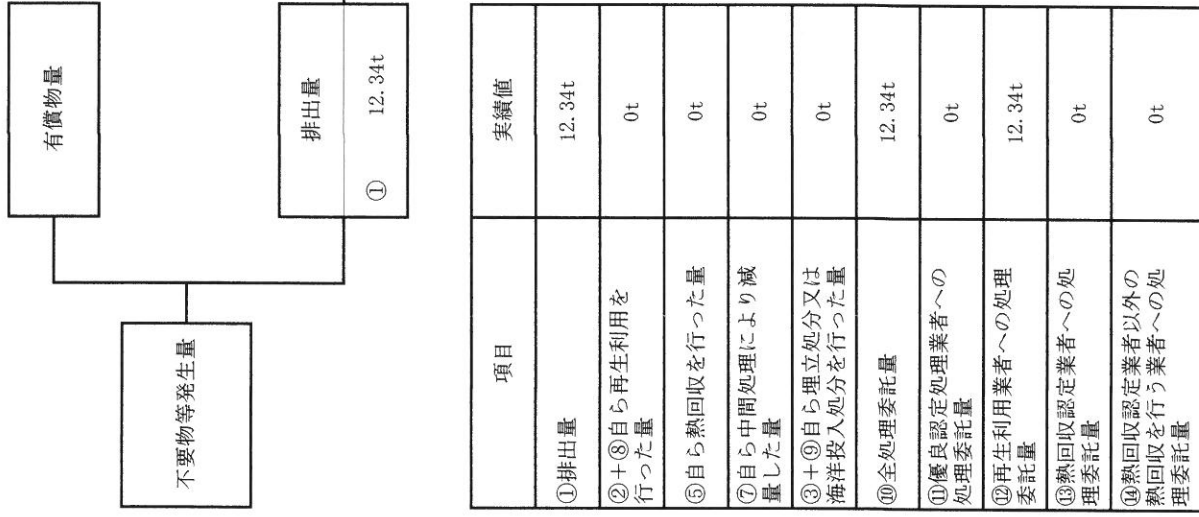 有償物量
不要物等発生量
排出量
① 12.34t
項目 実績値
①排出量 12.34t
②+⑧自ら再生利用を
行った量 0t
⑤自ら熱回収を行った量 0t
⑦自ら中間処理により減
量した量 0t
③+⑨自ら埋立処分又は
海洋投入処分を行った量 0t
⑩全処理委託量 12.34t
⑪優良認定処理業者への
処理委託量 0t
⑫再生利用業者への処理
委託量 12.34t
⑬熱回収認定業者への処
理委託量 0t
⑭熱回収認定業者以外の
熱回収を行う業者への処
理委託量 0t